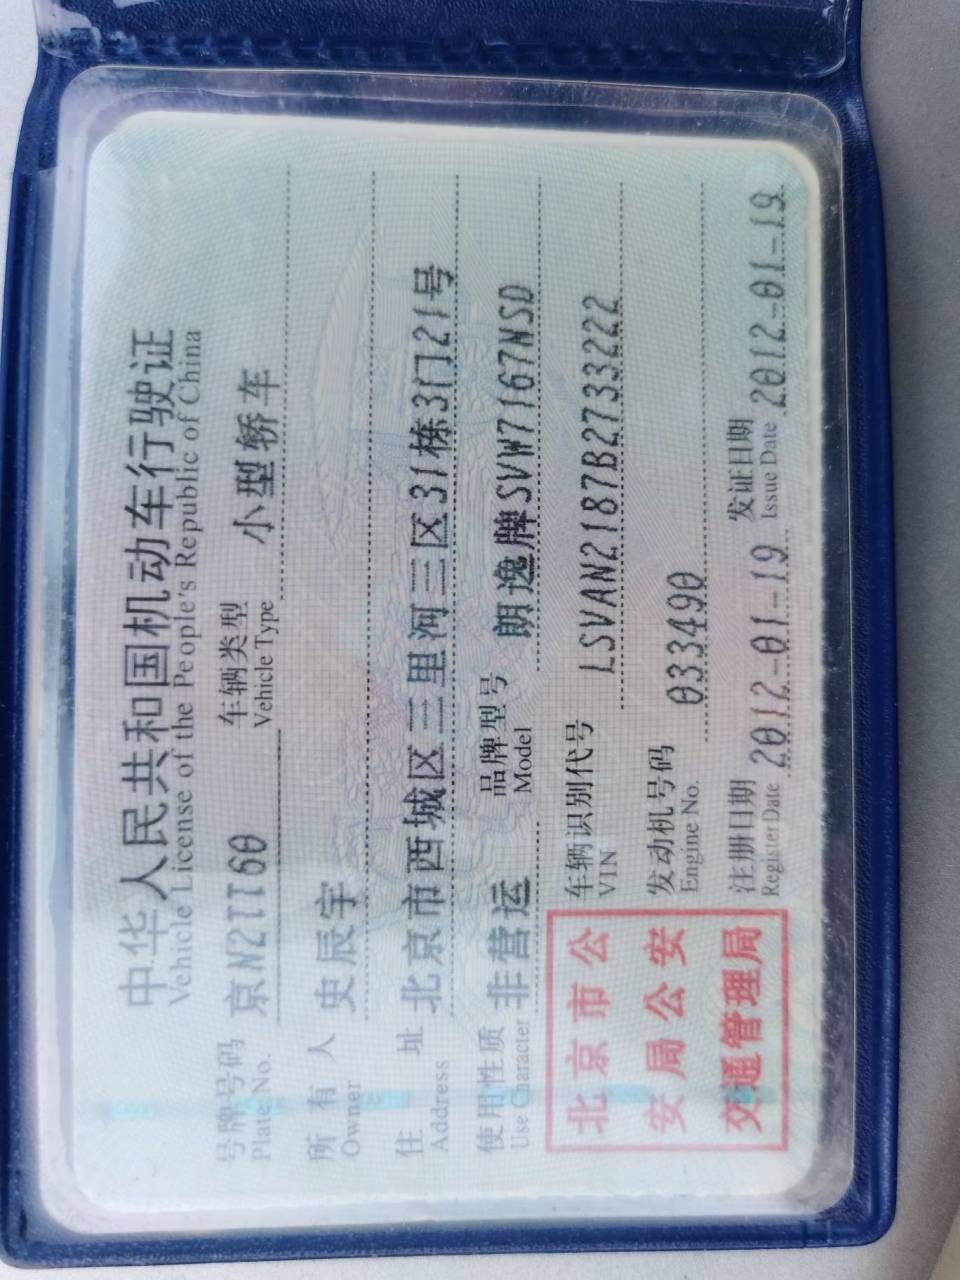 中华人民共和国机动车行驶证
Vehicle License of the People's Republic of China
号牌号码 京N2TT60 车辆类型 小型轿车
Plate No. Vehicle Type
所有人 史辰宇
Owner
住址 北京市西城区三里河三区31栋3门21号
Address
使用性质 非营运 品牌型号 朗逸牌SVW7167NSD
Use Character Model
车辆识别代号 LSVAN2187B2733222
VIN
发动机号码 033490
Engine No.
注册日期 2012-01-19 发证日期 2012-01-19
Register Date Issue Date
北京市公
安局公安
交通管理局